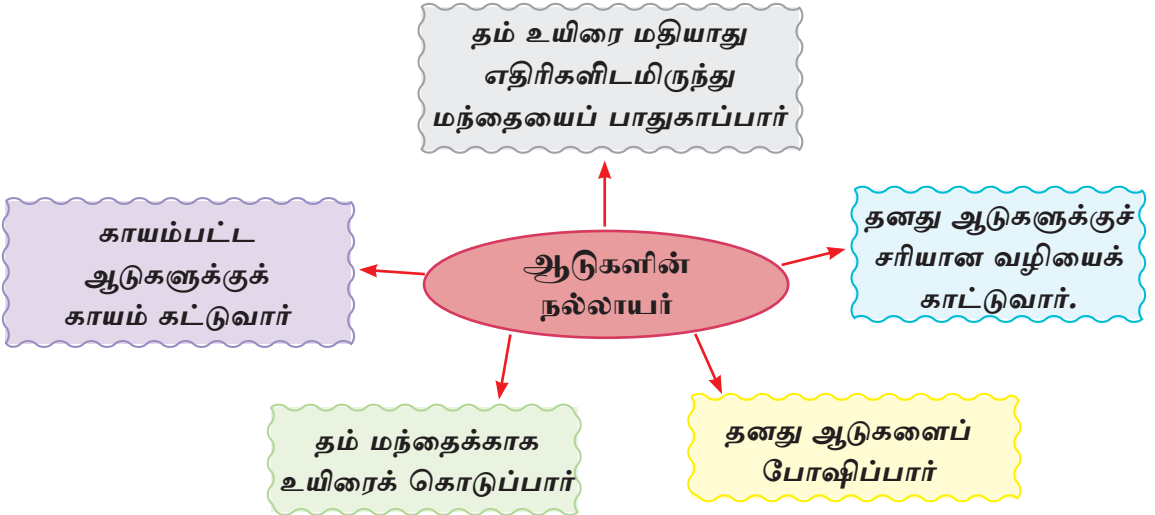 தம் உயிரை மதியாது
எதிரிகளிடமிருந்து
மந்தையைப் பாதுகாப்பார்
காயம்பட்ட
ஆடுகளுக்குக்
காயம் கட்டுவார்
ஆடுகளின்
நல்லாயர்
தனது ஆடுகளுக்குச்
சரியான வழியைக்
காட்டுவார்.
தம் மந்தைக்காக
உயிரைக் கொடுப்பார்
தனது ஆடுகளைப்
போஷிப்பார்